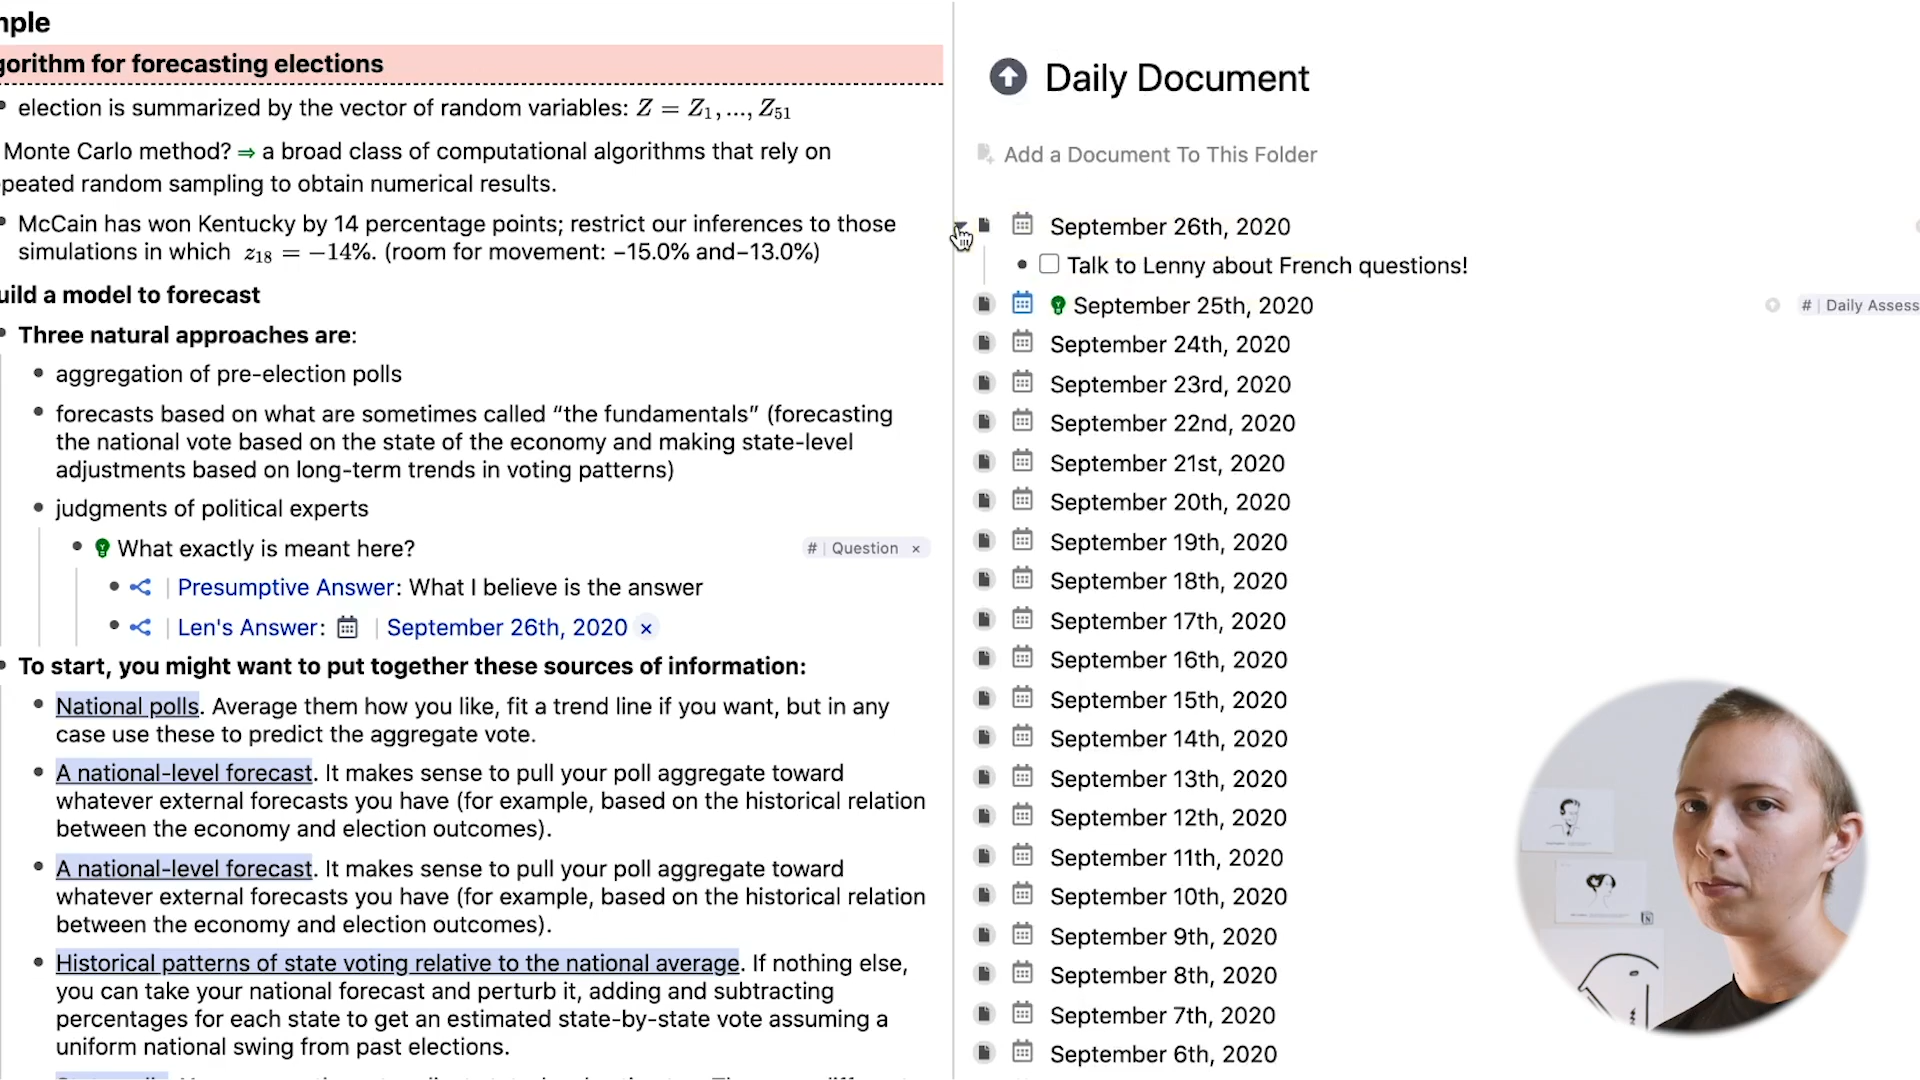 mple
gorithm for forecasting elections
election is summarized by the vector of random variables: Z = Z1, ..., Z51
Monte Carlo method? ⇒ a broad class of computational algorithms that rely on
peated random sampling to obtain numerical results.
McCain has won Kentucky by 14 percentage points; restrict our inferences to those
simulations in which z18 = −14%. (room for movement: −15.0% and−13.0%)
uild a model to forecast
Three natural approaches are:
aggregation of pre-election polls
forecasts based on what are sometimes called “the fundamentals” (forecasting
the national vote based on the state of the economy and making state-level
adjustments based on long-term trends in voting patterns)
judgments of political experts
What exactly is meant here? # | Question ×
Presumptive Answer: What I believe is the answer
Len's Answer: | September 26th, 2020 ×
To start, you might want to put together these sources of information:
National polls. Average them how you like, fit a trend line if you want, but in any
case use these to predict the aggregate vote.
A national-level forecast. It makes sense to pull your poll aggregate toward
whatever external forecasts you have (for example, based on the historical relation
between the economy and election outcomes).
A national-level forecast. It makes sense to pull your poll aggregate toward
whatever external forecasts you have (for example, based on the historical relation
between the economy and election outcomes).
Historical patterns of state voting relative to the national average. If nothing else,
you can take your national forecast and perturb it, adding and subtracting
percentages for each state to get an estimated state-by-state vote assuming a
uniform national swing from past elections.
Daily Document
Add a Document To This Folder
September 26th, 2020
Talk to Lenny about French questions!
September 25th, 2020 # | Daily Assess
September 24th, 2020
September 23rd, 2020
September 22nd, 2020
September 21st, 2020
September 20th, 2020
September 19th, 2020
September 18th, 2020
September 17th, 2020
September 16th, 2020
September 15th, 2020
September 14th, 2020
September 13th, 2020
September 12th, 2020
September 11th, 2020
September 10th, 2020
September 9th, 2020
September 8th, 2020
September 7th, 2020
September 6th, 2020